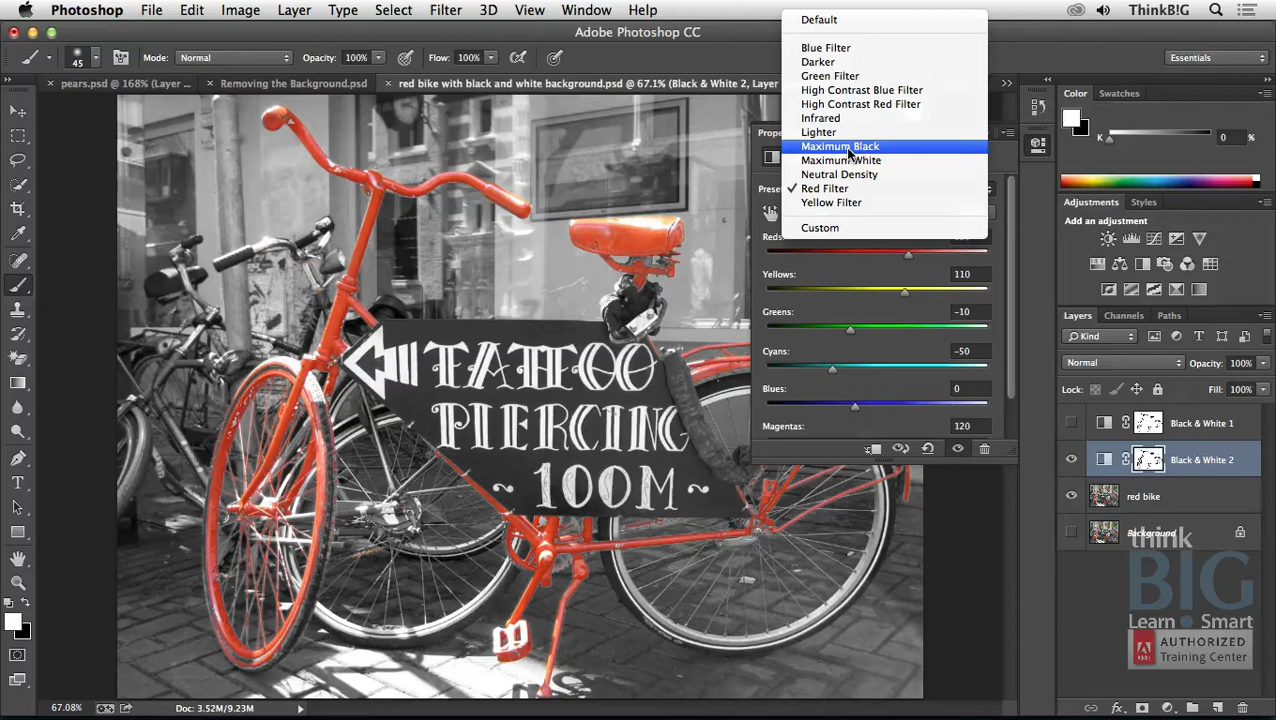 Photoshop File Edit Image Layer Type Select Filter 3D View Window Help ThinkB!G
Adobe Photoshop CC
45 Mode: Normal Opacity: 100% Flow: 100% Essentials
pears.psd @ 168% (Layer ... Removing the Background.psd red bike with black and white background.psd @ 67.1% (Black & White 2, Layer
Default
Blue Filter
Darker
Green Filter
High Contrast Blue Filter
High Contrast Red Filter
Infrared
Lighter
Maximum Black
Maximum White
Neutral Density
Red Filter
Yellow Filter
Custom
Yellows: 110
Greens: -10
Cyans: -50
Blues: 0
Magentas: 120
Color Swatches
K 0 %
Adjustments Styles
Add an adjustment
Layers Channels Paths
Kind
Normal Opacity: 100%
Lock: Fill: 100%
Black & White 1
Black & White 2
red bike
Background
TATTOO
PIERCING
~ 100M ~
think
BIG
Learn Smart
AUTHORIZED
Training Center
67.08% Doc: 3.52M/9.23M